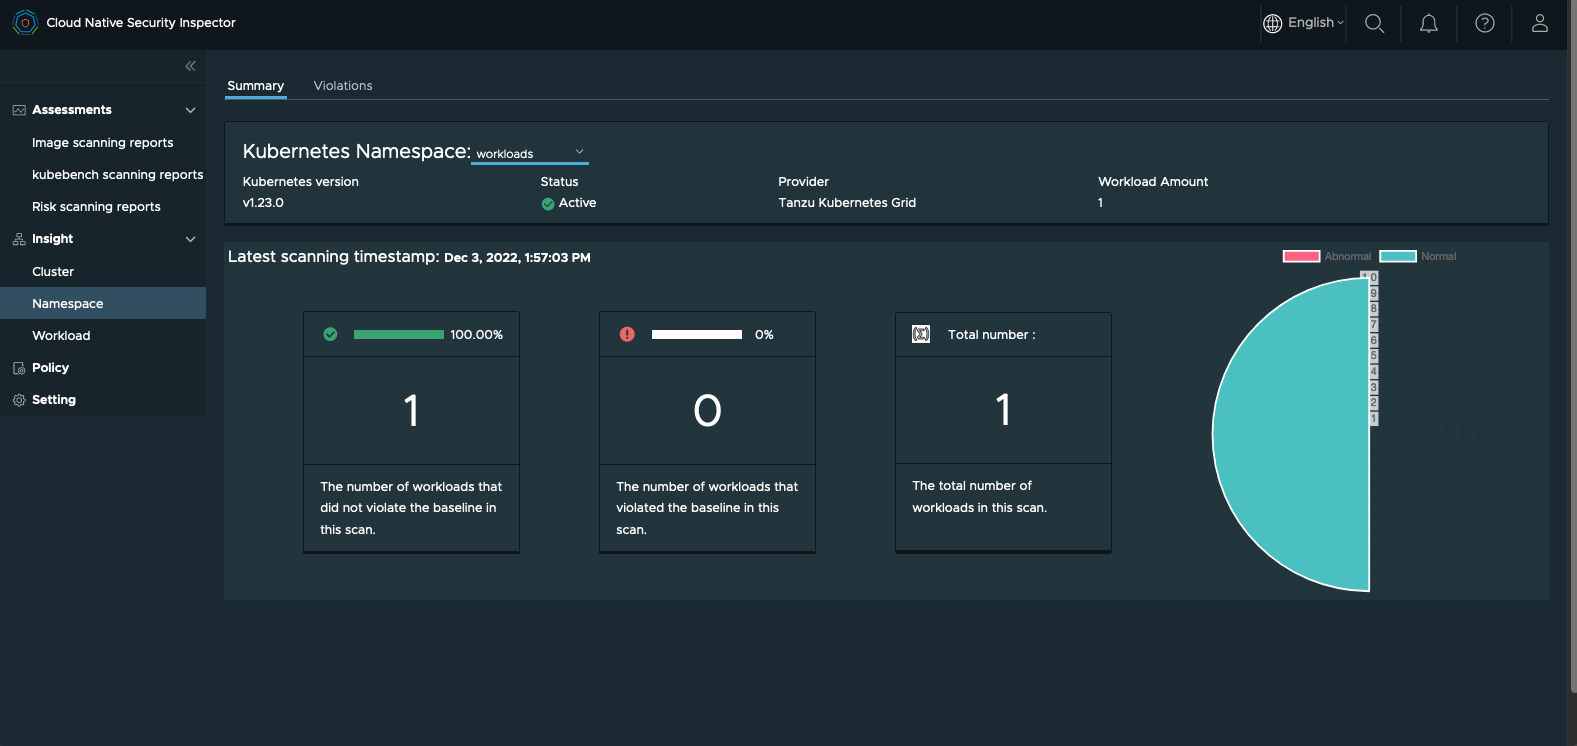 Cloud Native Security Inspector
English
Summary
Violations
Assessments
Image scanning reports
kubebench scanning reports
Risk scanning reports
Insight
Cluster
Namespace
Workload
Policy
Setting
Kubernetes Namespace: workloads
Kubernetes version
v1.23.0
Status
Active
Provider
Tanzu Kubernetes Grid
Workload Amount
1
Latest scanning timestamp: Dec 3, 2022, 1:57:03 PM
100.00%
1
The number of workloads that
did not violate the baseline in
this scan.
0%
0
The number of workloads that
violated the baseline in this
scan.
(Σ)
Total number :
1
The total number of
workloads in this scan.
Abnormal
Normal
1.0
9
8
7
6
5
4
3
2
1